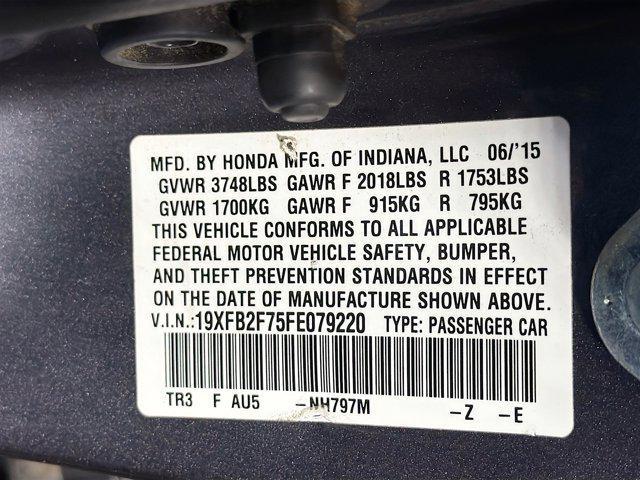 MFD. BY HONDA MFG. OF INDIANA, LLC 06/'15
GVWR 3748LBS GAWR F 2018LBS R 1753LBS
GVWR 1700KG GAWR F 915KG R 795KG
THIS VEHICLE CONFORMS TO ALL APPLICABLE
FEDERAL MOTOR VEHICLE SAFETY, BUMPER,
AND THEFT PREVENTION STANDARDS IN EFFECT
ON THE DATE OF MANUFACTURE SHOWN ABOVE.
V.I.N.:19XFB2F75FE079220 TYPE: PASSENGER CAR
TR3 F AU5 –NH797M –Z –E